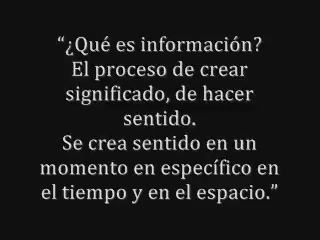 “¿Qué es información?
El proceso de crear
significado, de hacer
sentido.
Se crea sentido en un
momento en específico en
el tiempo y en el espacio.”